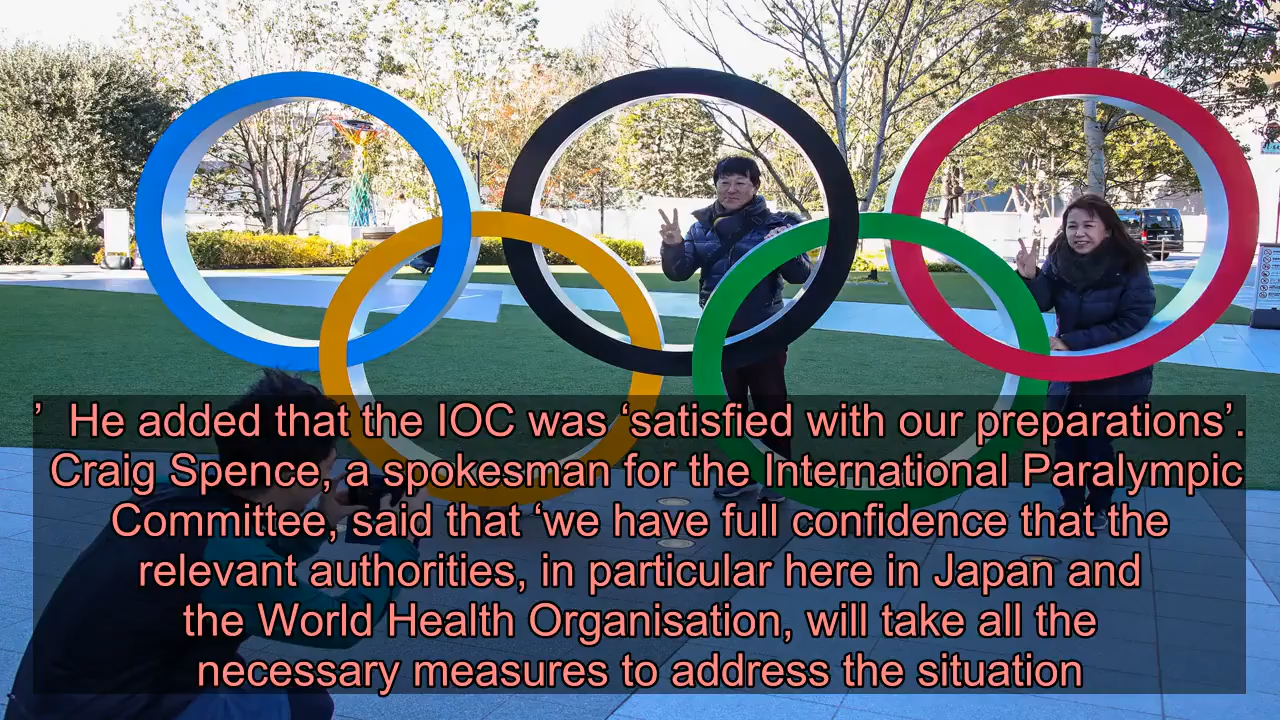 ’ He added that the IOC was ‘satisfied with our preparations’.
Craig Spence, a spokesman for the International Paralympic
Committee, said that ‘we have full confidence that the
relevant authorities, in particular here in Japan and
the World Health Organisation, will take all the
necessary measures to address the situation